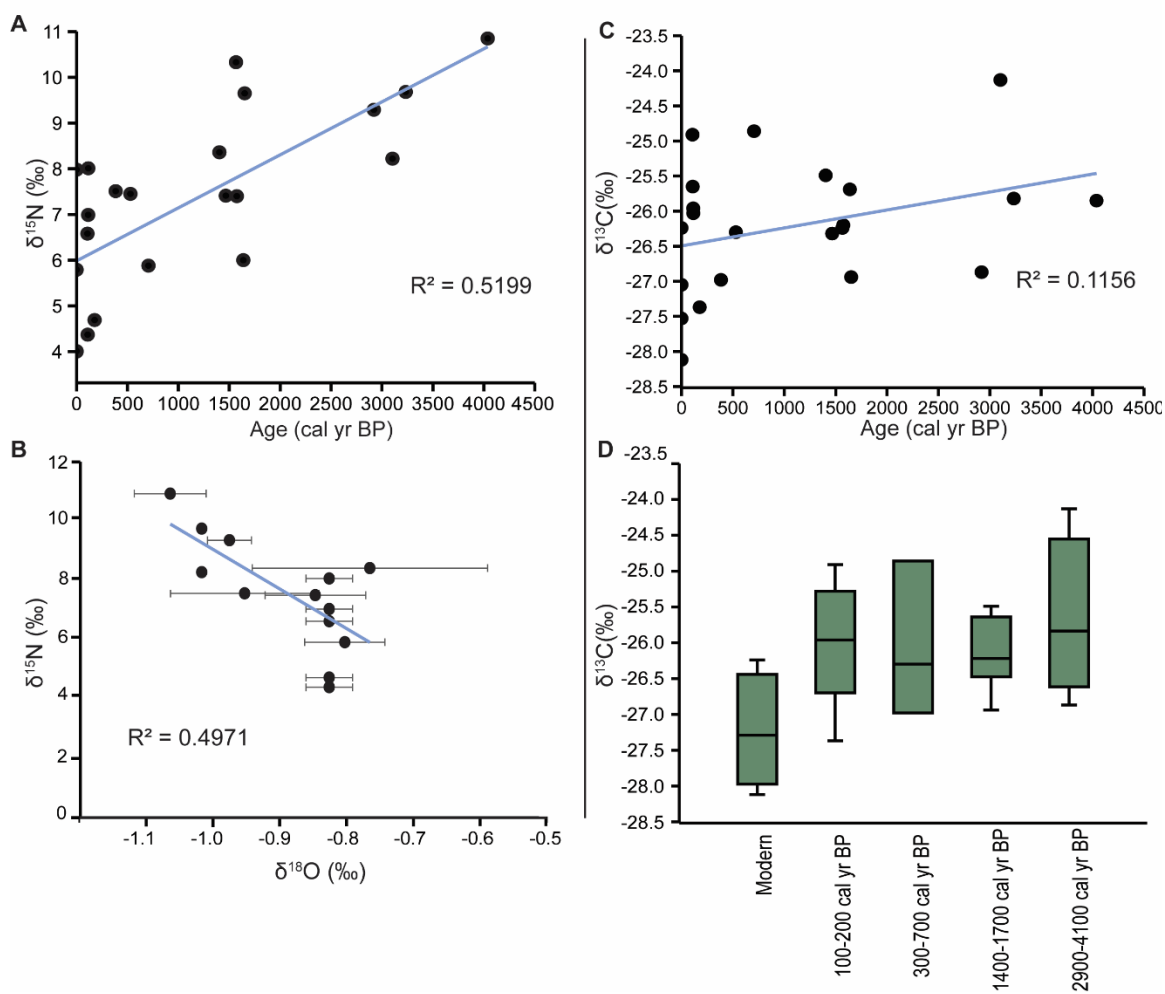 A
δ¹⁵N (‰)
11
10
9
8
7
6
5
4
R² = 0.5199
0 500 1000 1500 2000 2500 3000 3500 4000 4500
Age (cal yr BP)
B
δ¹⁵N (‰)
12
10
8
6
4
2
0
R² = 0.4971
-1.1 -1.0 -0.9 -0.8 -0.7 -0.6 -0.5
δ¹⁸O (‰)
C
δ¹³C(‰)
-23.5
-24.0
-24.5
-25.0
-25.5
-26.0
-26.5
-27.0
-27.5
-28.0
-28.5
R² = 0.1156
0 500 1000 1500 2000 2500 3000 3500 4000 4500
Age (cal yr BP)
D
δ¹³C(‰)
-23.5
-24.0
-24.5
-25.0
-25.5
-26.0
-26.5
-27.0
-27.5
-28.0
-28.5
Modern
100-200 cal yr BP
300-700 cal yr BP
1400-1700 cal yr BP
2900-4100 cal yr BP